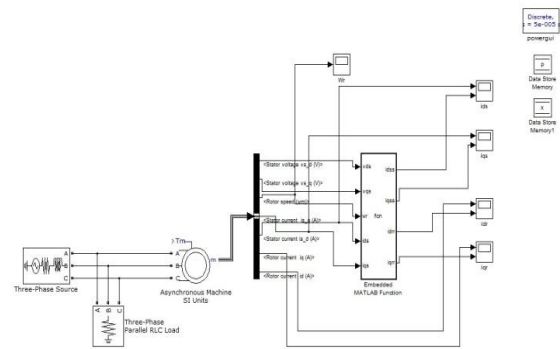 Discrete,
s = 5e-005 s
powergui
P
Data Store
Memory
X
Data Store
Memory1
Wr
ids
iqs
idr
iqr
<Stator voltage vs_d (V)>
<Stator voltage vs_q (V)>
<Rotor speed (wm)>
<Stator current is_q (A)>
<Stator current is_d (A)>
<Rotor current iq (A)>
<Rotor current id (A)>
vds
vqs
wr
ids
iqs
fcn
idss
iqss
idrr
iqrr
Embedded
MATLAB Function
Tm
A
B
C
m
Asynchronous Machine
SI Units
A
B
C
Three-Phase Source
A
B
C
Three-Phase
Parallel RLC Load